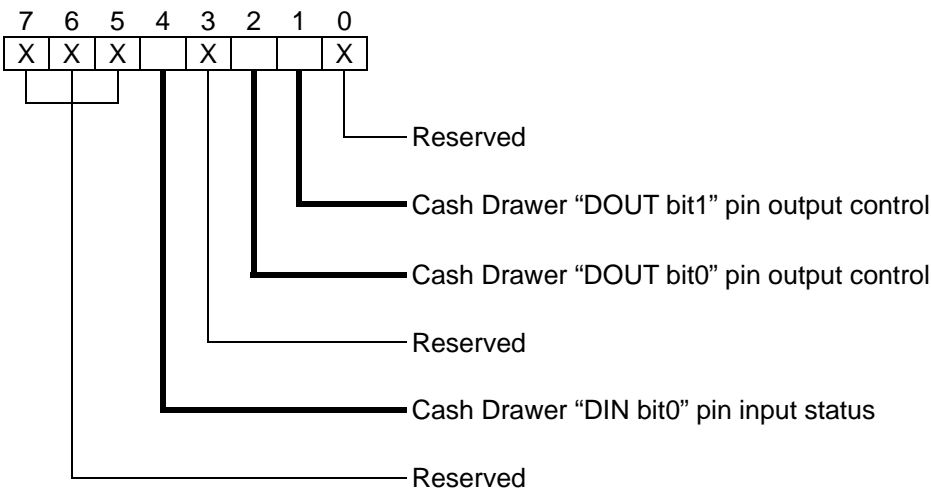 7 6 5 4 3 2 1 0
X X X X X
Reserved
Cash Drawer “DOUT bit1” pin output control
Cash Drawer “DOUT bit0” pin output control
Reserved
Cash Drawer “DIN bit0” pin input status
Reserved